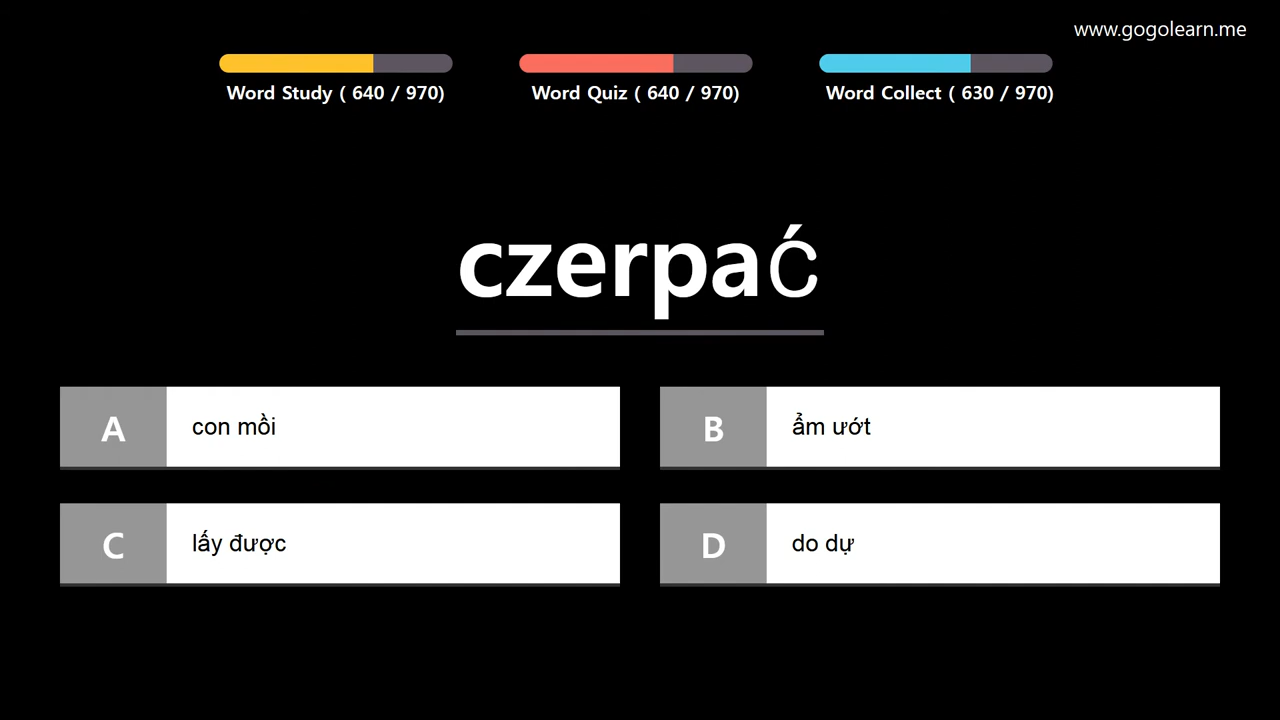 www.gogolearn.me
Word Study ( 640 / 970)
Word Quiz ( 640 / 970)
Word Collect ( 630 / 970)
czerpać
A con mồi
B ẩm ướt
C lấy được
D do dự